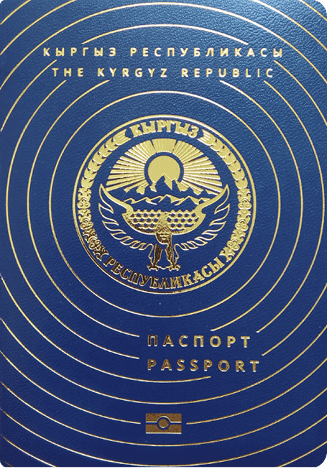 КЫРГЫЗ РЕСПУБЛИКАСЫ
THE KYRGYZ REPUBLIC
КЫРГЫЗ
РЕСПУБЛИКАСЫ
ПАСПОРТ
PASSPORT